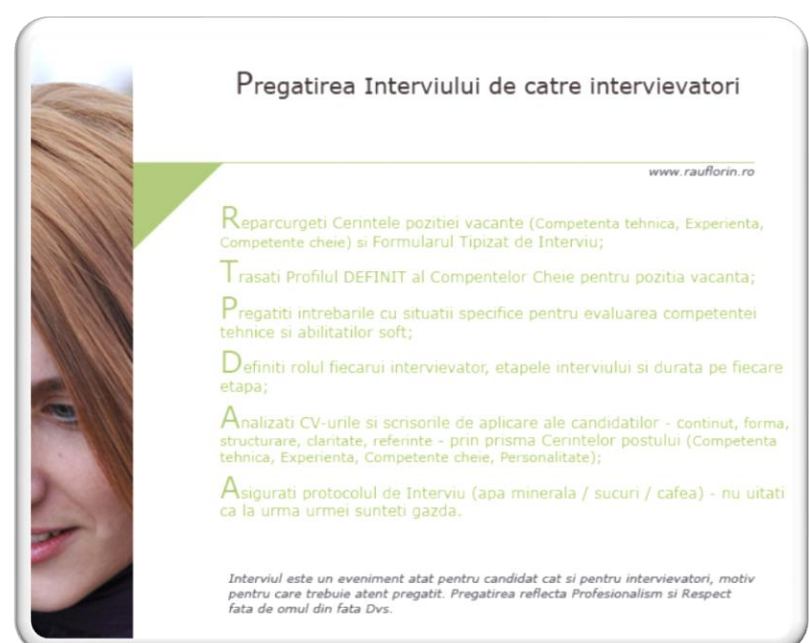 Pregatirea Interviului de catre intervievatori
www.rauflorin.ro
Reparcurgeti Cerintele pozitiei vacante (Competenta tehnica, Experienta,
Competente cheie) si Formularul Tipizat de Interviu;
Trasati Profilul DEFINIT al Compentelor Cheie pentru pozitia vacanta;
Pregatiti intrebarile cu situatii specifice pentru evaluarea competentei
tehnice si abilitatilor soft;
Definiti rolul fiecarui intervievator, etapele interviului si durata pe fiecare
etapa;
Analizati CV-urile si scrisorile de aplicare ale candidatilor - continut, forma,
structurare, claritate, referinte - prin prisma Cerintelor postului (Competenta
tehnica, Experienta, Competente cheie, Personalitate);
Asigurati protocolul de Interviu (apa minerala / sucuri / cafea) - nu uitati
ca la urma urmei sunteti gazda.
Interviul este un eveniment atat pentru candidat cat si pentru intervievatori, motiv
pentru care trebuie atent pregatit. Pregatirea reflecta Profesionalism si Respect
fata de omul din fata Dvs.